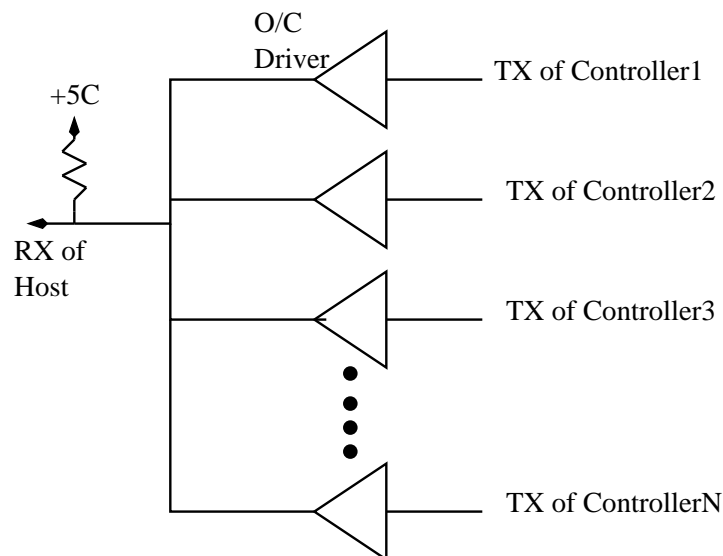 O/C
Driver
TX of Controller1
+5C
TX of Controller2
RX of
Host
TX of Controller3
TX of ControllerN